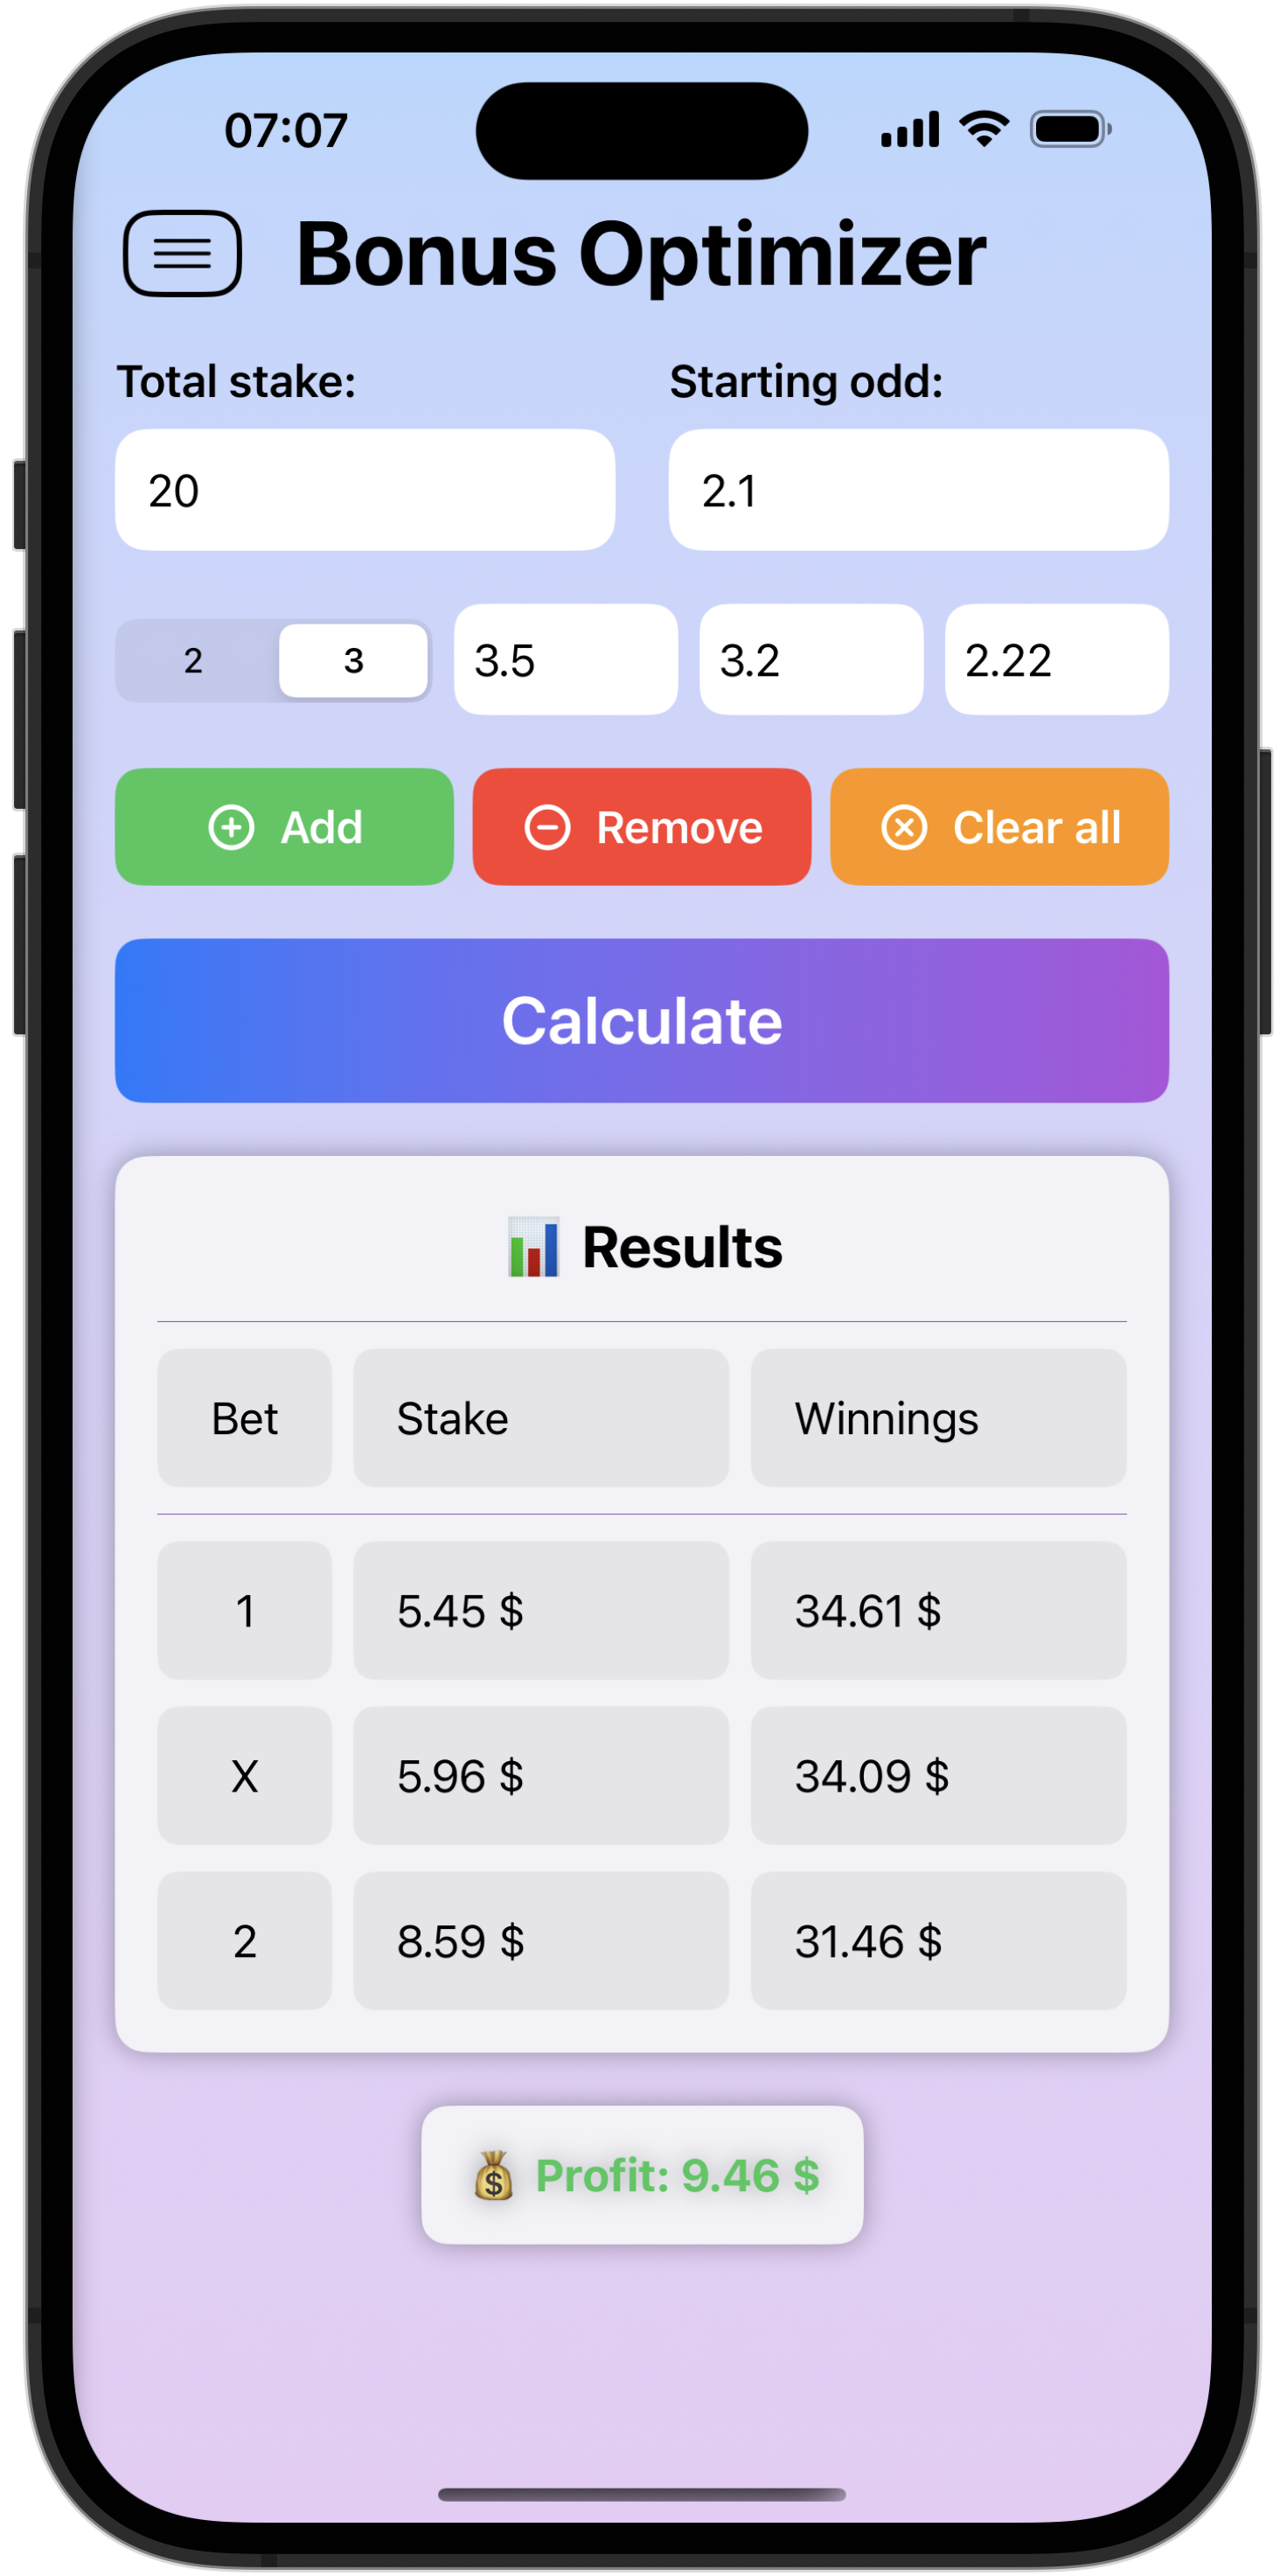 07:07
Bonus Optimizer
Total stake: Starting odd:
20 2.1
2 3 3.5 3.2 2.22
Add Remove Clear all
Calculate
Results
Bet Stake Winnings
1 5.45 $ 34.61 $
X 5.96 $ 34.09 $
2 8.59 $ 31.46 $
Profit: 9.46 $